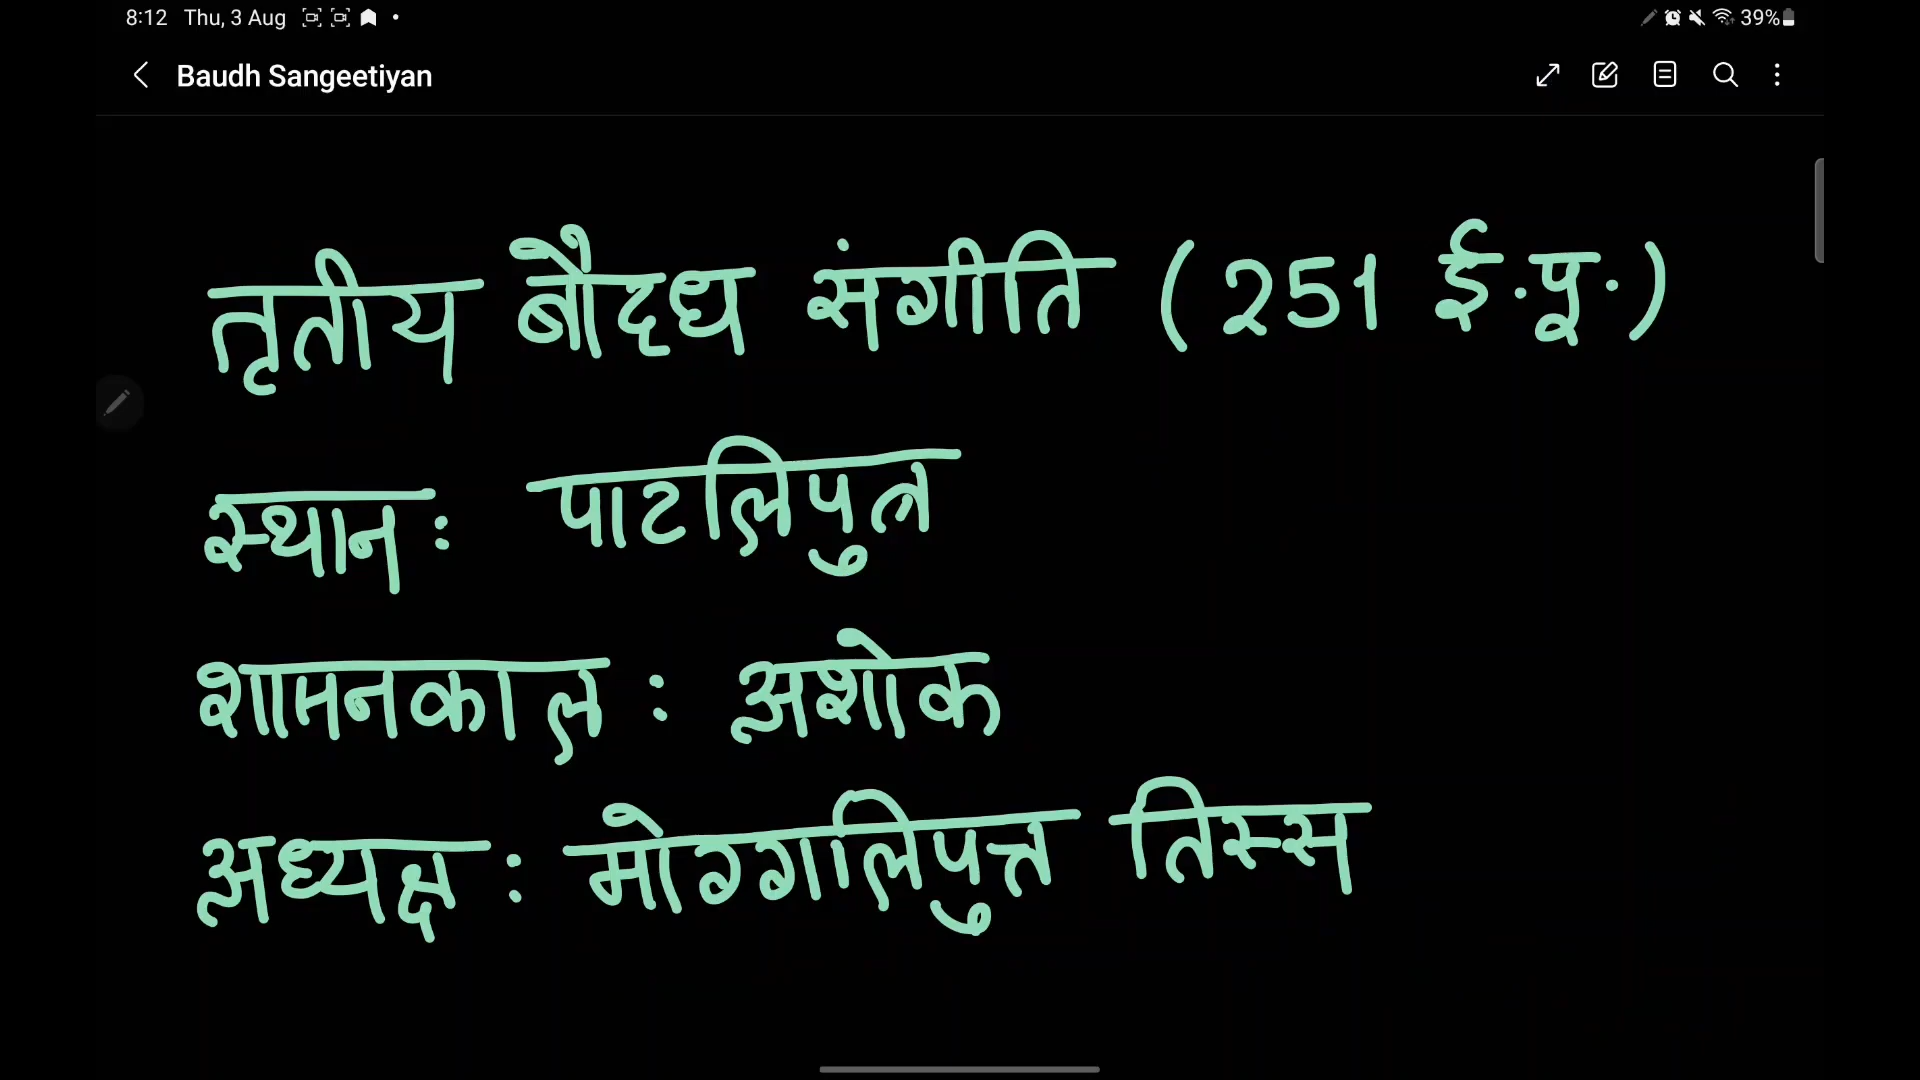 8:12 Thu, 3 Aug 39%
Baudh Sangeetiyan
तृतीय बौद्ध संगीति (251 ई.पू.)
स्थान : पाटलिपुत्र
शासनकाल : अशोक
अध्यक्ष : मोग्गलिपुत्त तिस्स